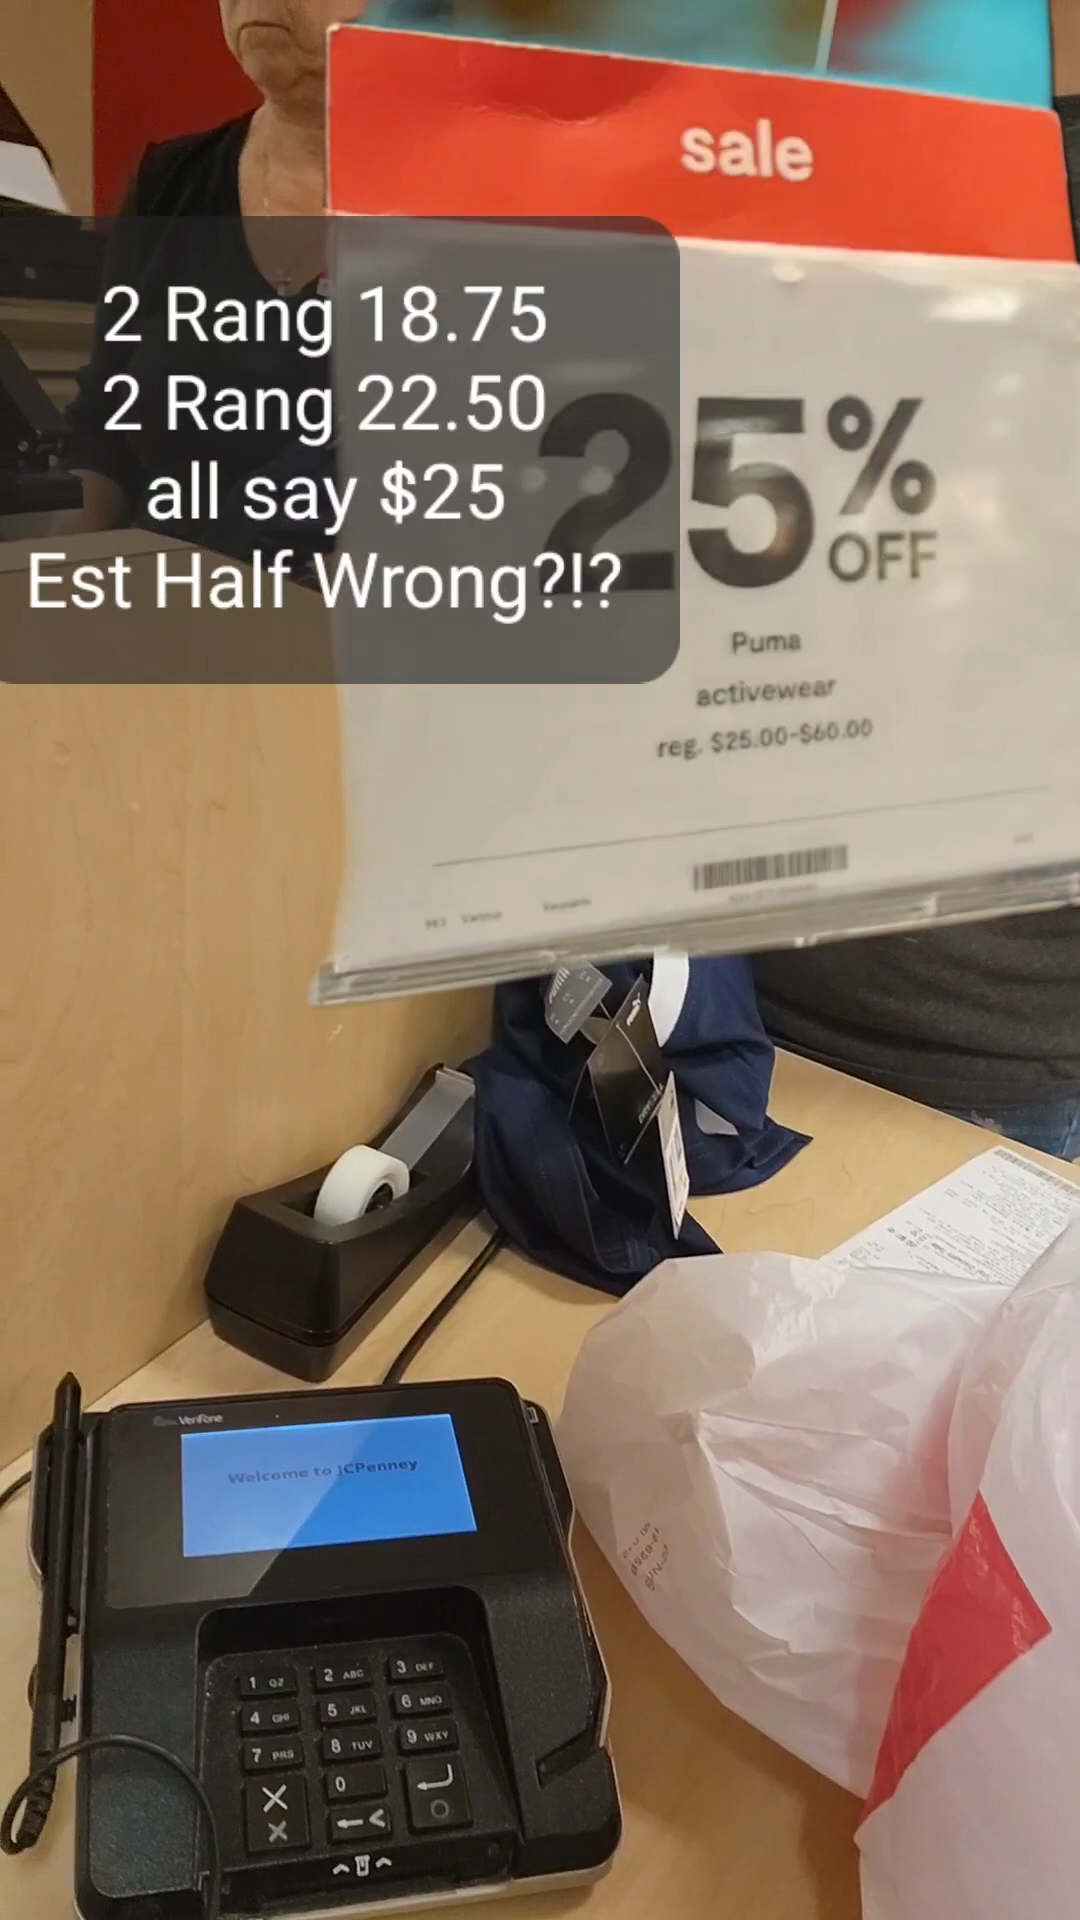 sale
2 Rang 18.75
2 Rang 22.50
all say $25
Est Half Wrong?!?
25%
OFF
Puma
activewear
reg. $25.00-$60.00
VeriFone
Welcome to JCPenney
1 QZ 2 ABC 3 DEF
4 GHI 5 JKL 6 MNO
7 PRS 8 TUV 9 WXY
0